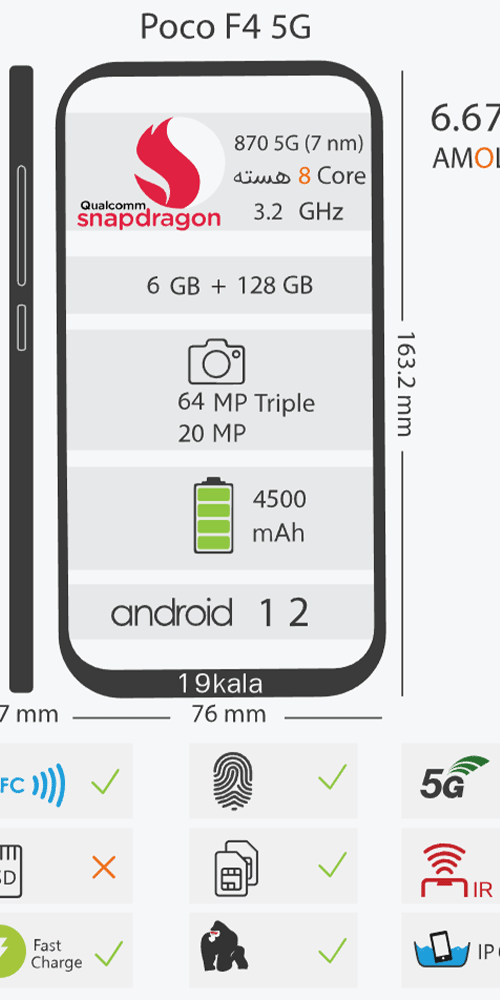 Poco F4 5G
6.67
AMOL
870 5G (7 nm)
هسته 8 Core
3.2 GHz
Qualcomm
snapdragon
6 GB + 128 GB
163.2 mm
64 MP Triple
20 MP
4500
mAh
android 12
19kala
7 mm
76 mm
FC
5G
SD
IR
Fast
Charge
IP